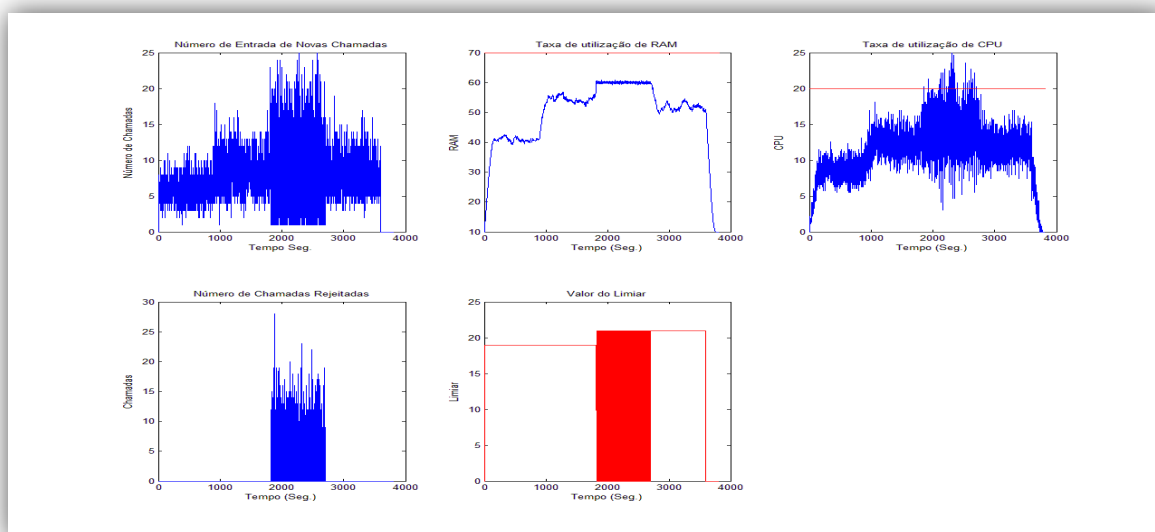 Número de Entrada de Novas Chamadas
25
20
15
10
5
0
0 1000 2000 3000 4000
Número de Chamadas
Tempo Seg.
Taxa de utilização de RAM
70
60
50
40
30
20
10
0 1000 2000 3000 4000
RAM
Tempo (Seg.)
Taxa de utilização de CPU
25
20
15
10
5
0
0 1000 2000 3000 4000
CPU
Tempo (Seg.)
Número de Chamadas Rejeitadas
30
25
20
15
10
5
0
0 1000 2000 3000 4000
Chamadas
Tempo (Seg.)
Valor do Limiar
25
20
15
10
5
0
0 1000 2000 3000 4000
Limiar
Tempo (Seg.)